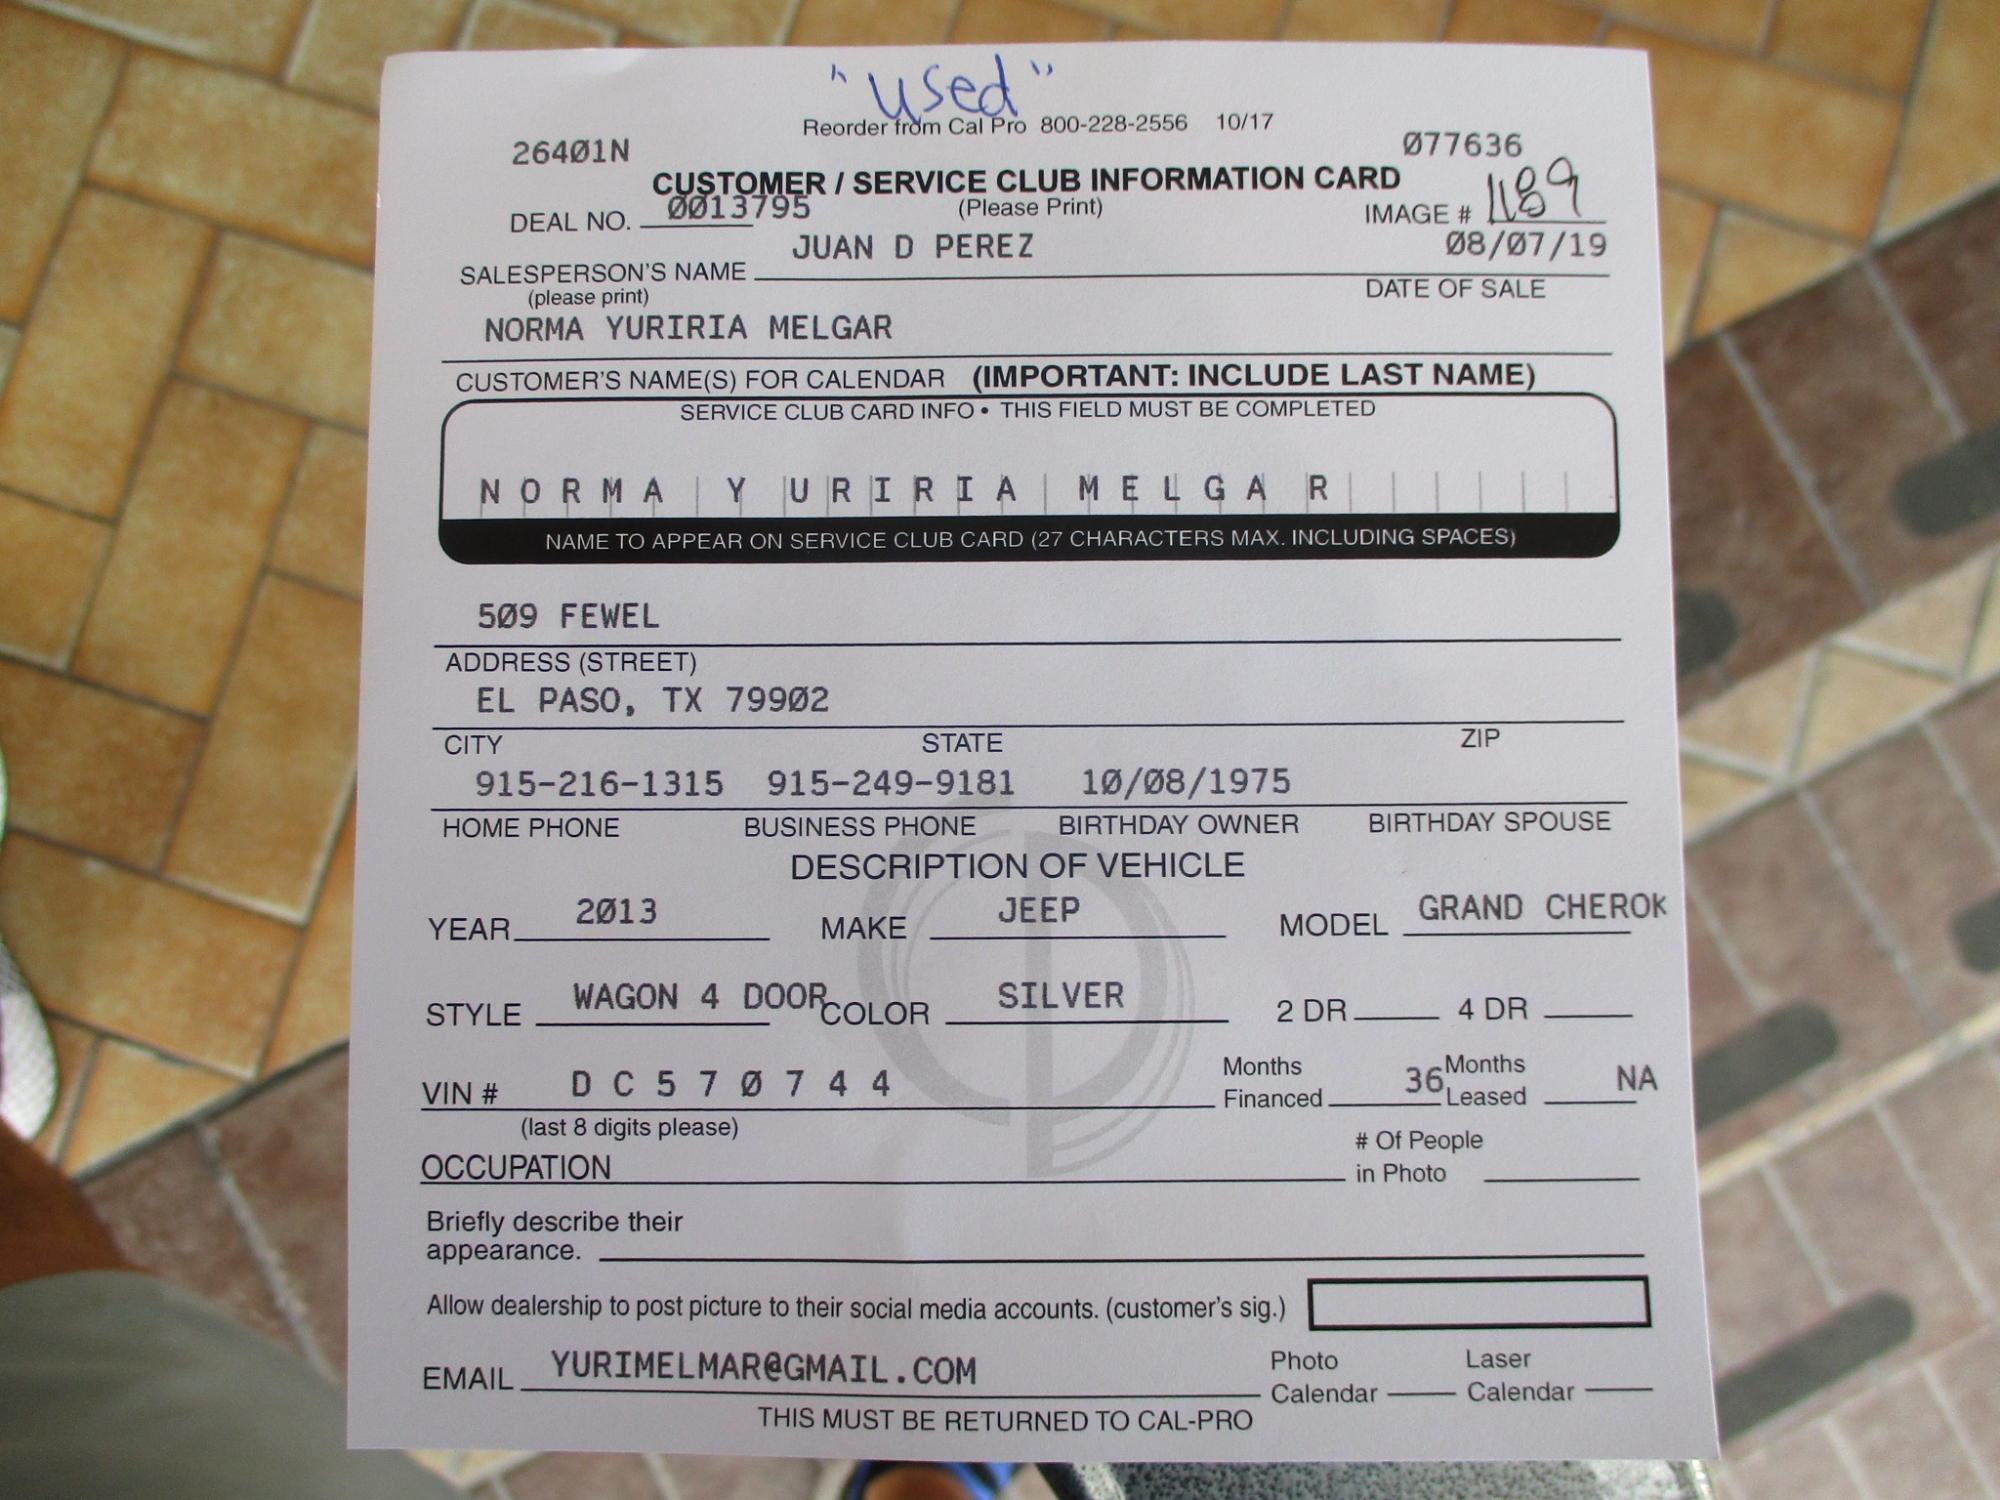 "used"
Reorder from Cal Pro 800-228-2556 10/17
26401N 077636
CUSTOMER / SERVICE CLUB INFORMATION CARD
(Please Print)
DEAL NO. 0013795 IMAGE # 1189
JUAN D PEREZ 08/07/19
SALESPERSON'S NAME DATE OF SALE
(please print)
NORMA YURIRIA MELGAR
CUSTOMER'S NAME(S) FOR CALENDAR (IMPORTANT: INCLUDE LAST NAME)
SERVICE CLUB CARD INFO • THIS FIELD MUST BE COMPLETED
NORMA YURIRIA MELGAR
NAME TO APPEAR ON SERVICE CLUB CARD (27 CHARACTERS MAX. INCLUDING SPACES)
509 FEWEL
ADDRESS (STREET)
EL PASO, TX 79902
CITY STATE ZIP
915-216-1315 915-249-9181 10/08/1975
HOME PHONE BUSINESS PHONE BIRTHDAY OWNER BIRTHDAY SPOUSE
DESCRIPTION OF VEHICLE
YEAR 2013 MAKE JEEP MODEL GRAND CHEROK
STYLE WAGON 4 DOOR COLOR SILVER 2 DR 4 DR
VIN # DC570744 Months Financed 36 Months Leased NA
(last 8 digits please)
OCCUPATION # Of People in Photo
Briefly describe their
appearance.
Allow dealership to post picture to their social media accounts. (customer's sig.)
EMAIL YURIMELMAR@GMAIL.COM Photo Calendar Laser Calendar
THIS MUST BE RETURNED TO CAL-PRO